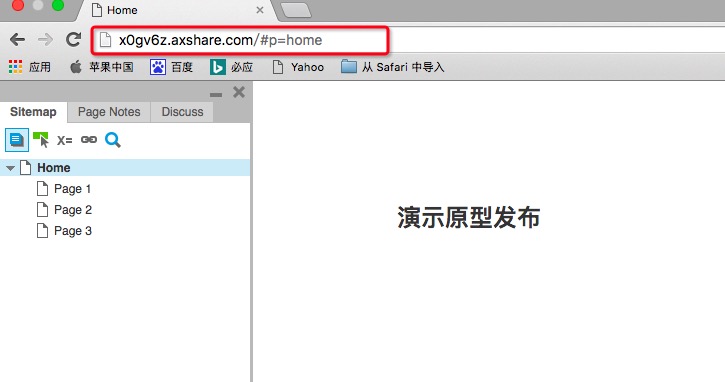 Home
x0gv6z.axshare.com/#p=home
应用 苹果中国 百度 必应 Yahoo 从 Safari 中导入
Sitemap Page Notes Discuss
X=
Home
Page 1
Page 2
Page 3
演示原型发布